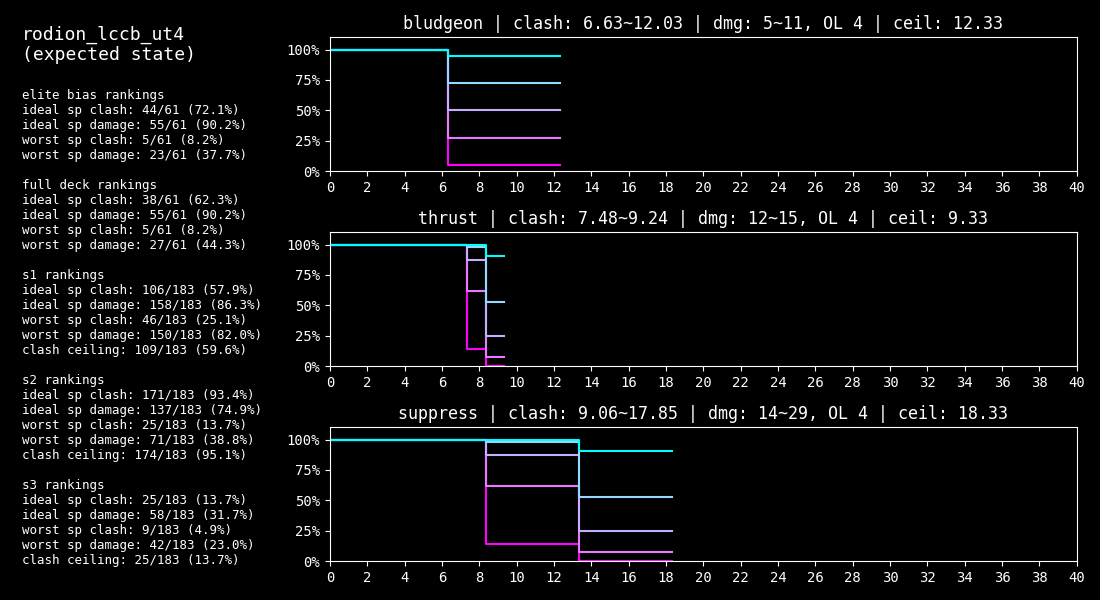 rodion_lccb_ut4
(expected state)
elite bias rankings
ideal sp clash: 44/61 (72.1%)
ideal sp damage: 55/61 (90.2%)
worst sp clash: 5/61 (8.2%)
worst sp damage: 23/61 (37.7%)
full deck rankings
ideal sp clash: 38/61 (62.3%)
ideal sp damage: 55/61 (90.2%)
worst sp clash: 5/61 (8.2%)
worst sp damage: 27/61 (44.3%)
s1 rankings
ideal sp clash: 106/183 (57.9%)
ideal sp damage: 158/183 (86.3%)
worst sp clash: 46/183 (25.1%)
worst sp damage: 150/183 (82.0%)
clash ceiling: 109/183 (59.6%)
s2 rankings
ideal sp clash: 171/183 (93.4%)
ideal sp damage: 137/183 (74.9%)
worst sp clash: 25/183 (13.7%)
worst sp damage: 71/183 (38.8%)
clash ceiling: 174/183 (95.1%)
s3 rankings
ideal sp clash: 25/183 (13.7%)
ideal sp damage: 58/183 (31.7%)
worst sp clash: 9/183 (4.9%)
worst sp damage: 42/183 (23.0%)
clash ceiling: 25/183 (13.7%)
bludgeon | clash: 6.63~12.03 | dmg: 5~11, OL 4 | ceil: 12.33
100%
75%
50%
25%
0%
0 2 4 6 8 10 12 14 16 18 20 22 24 26 28 30 32 34 36 38 40
thrust | clash: 7.48~9.24 | dmg: 12~15, OL 4 | ceil: 9.33
100%
75%
50%
25%
0%
0 2 4 6 8 10 12 14 16 18 20 22 24 26 28 30 32 34 36 38 40
suppress | clash: 9.06~17.85 | dmg: 14~29, OL 4 | ceil: 18.33
100%
75%
50%
25%
0%
0 2 4 6 8 10 12 14 16 18 20 22 24 26 28 30 32 34 36 38 40